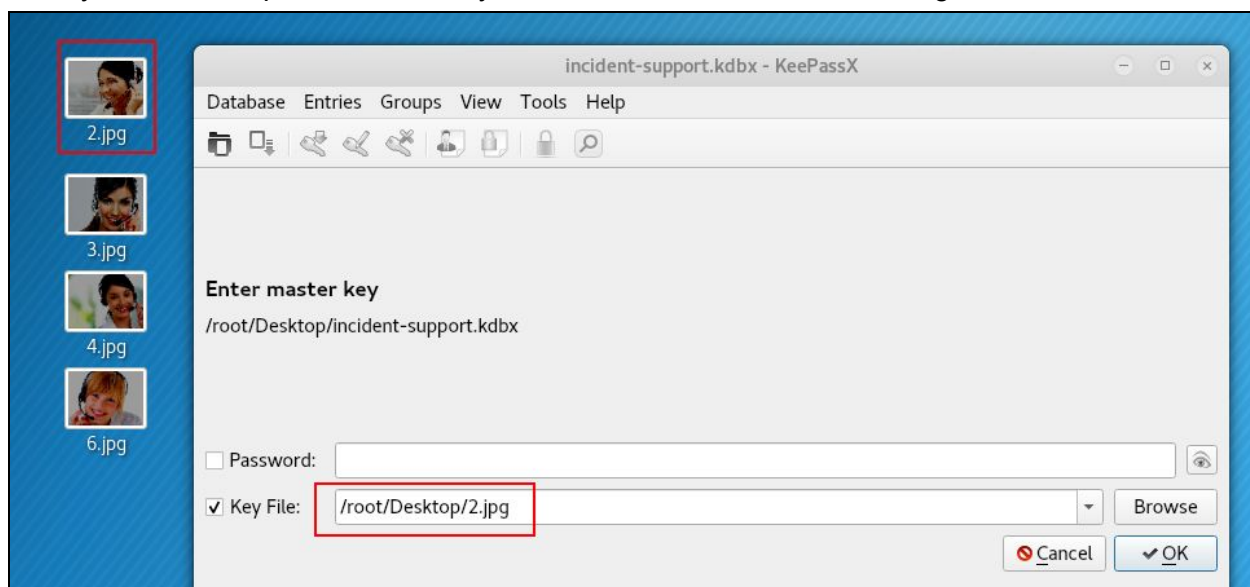 incident-support.kdbx - KeePassX
Database Entries Groups View Tools Help
2.jpg
3.jpg
4.jpg
6.jpg
Enter master key
/root/Desktop/incident-support.kdbx
Password:
Key File: /root/Desktop/2.jpg Browse
Cancel OK